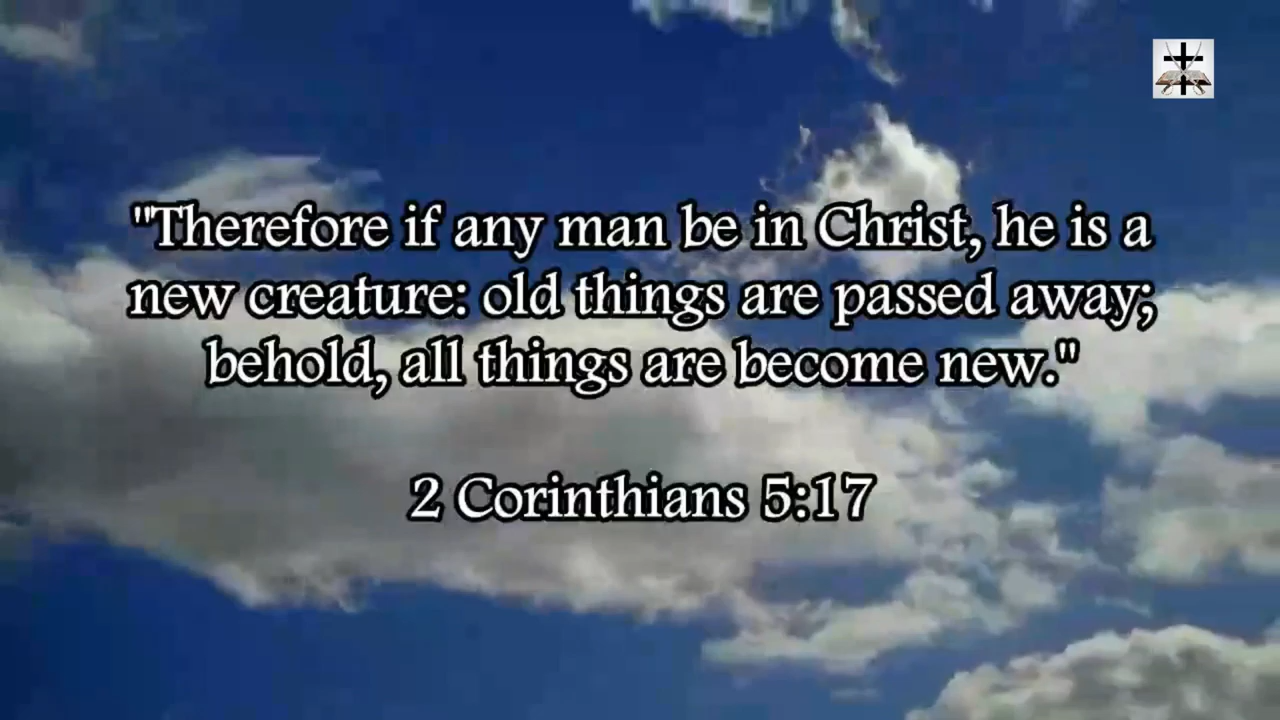 "Therefore if any man be in Christ, he is a
new creature: old things are passed away;
behold, all things are become new."
2 Corinthians 5:17